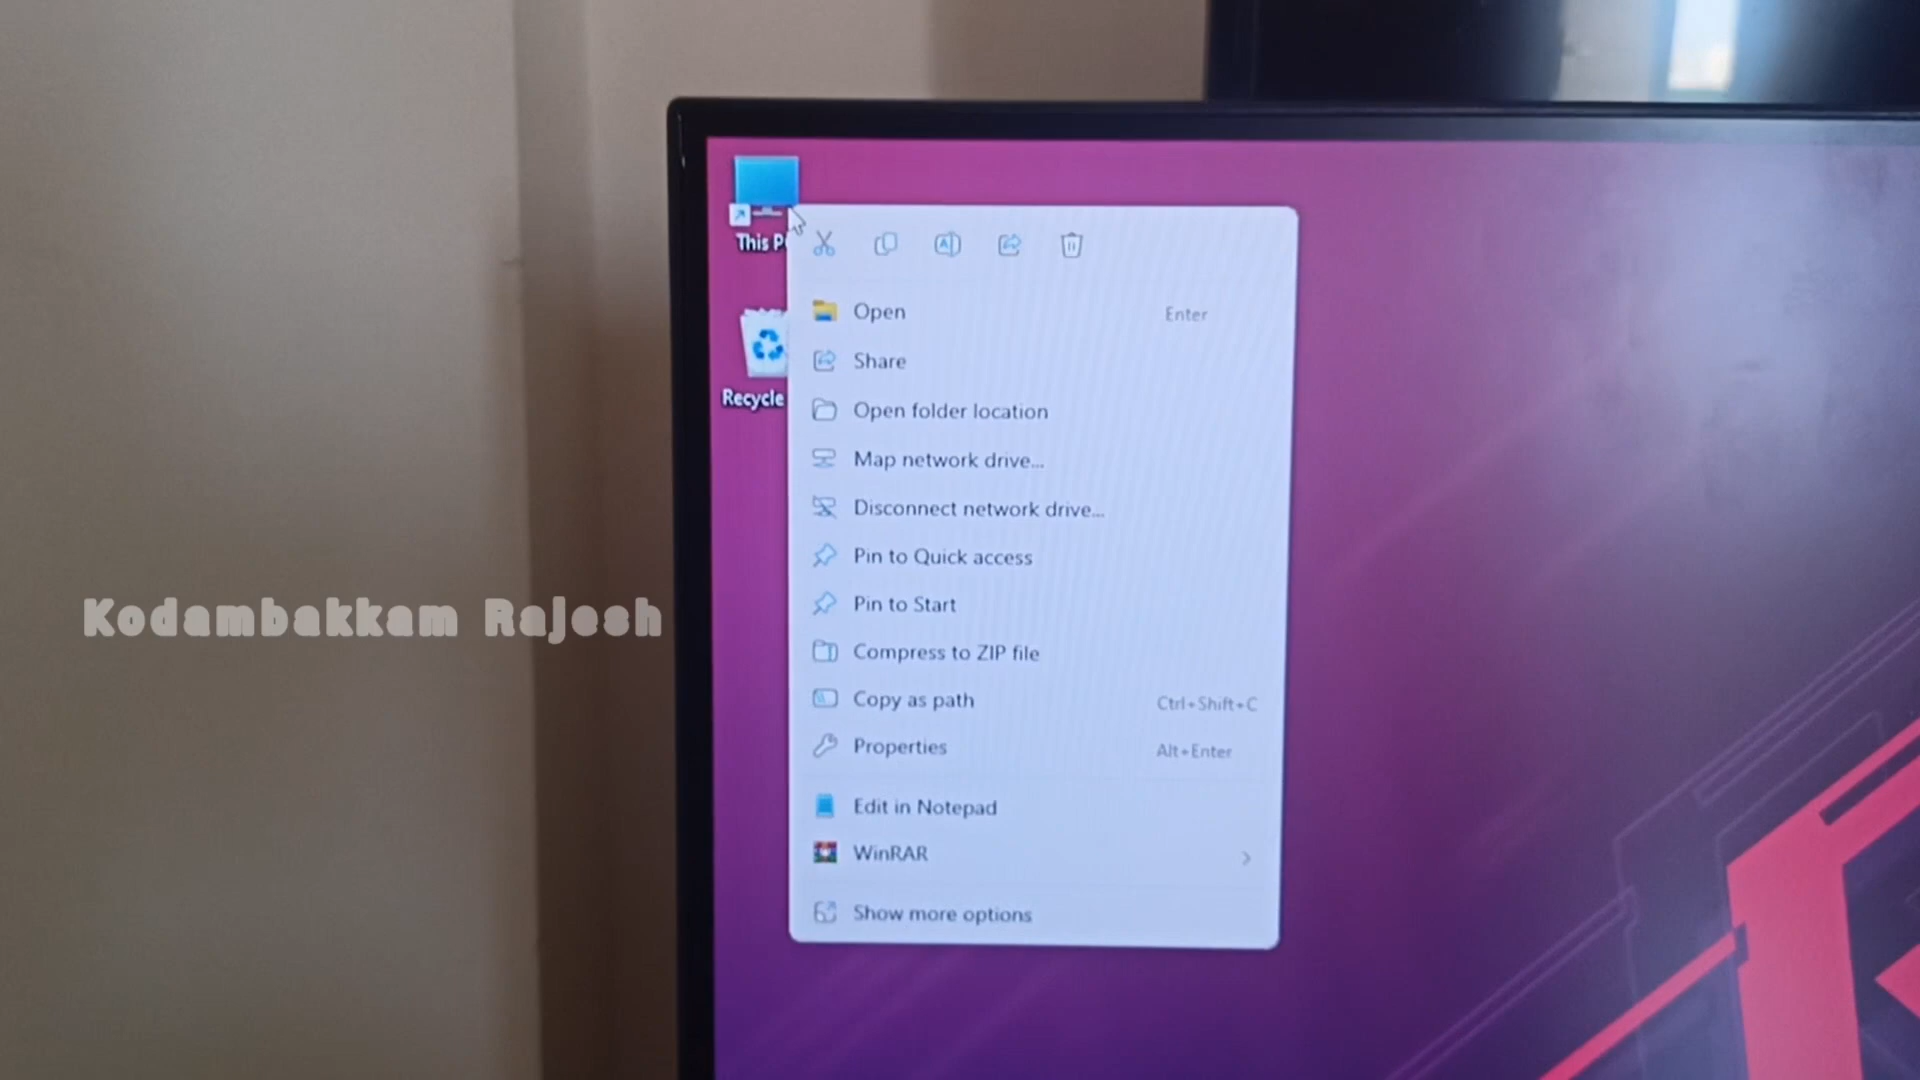 This P
Recycle
Open Enter
Share
Open folder location
Map network drive...
Disconnect network drive...
Pin to Quick access
Pin to Start
Compress to ZIP file
Copy as path Ctrl+Shift+C
Properties Alt+Enter
Edit in Notepad
WinRAR
Show more options
Kodambakkam Rajesh